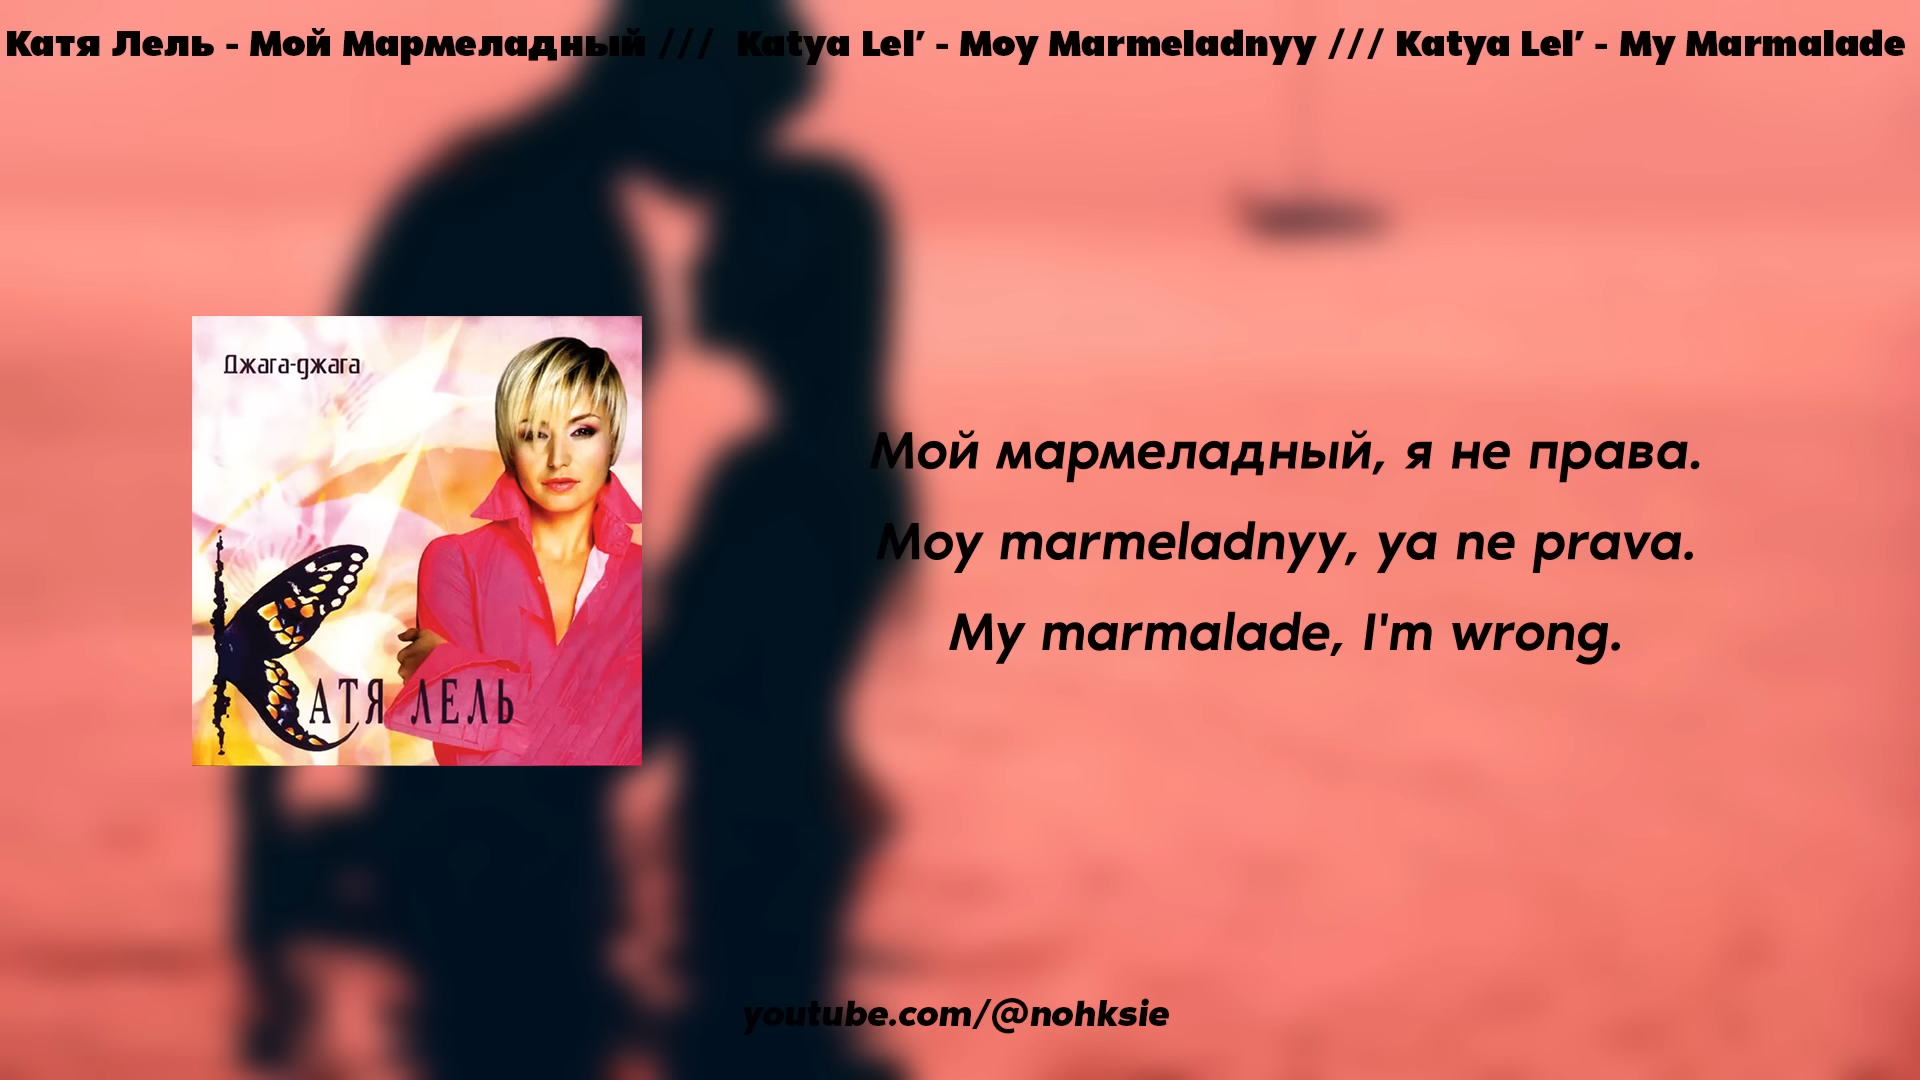 Катя Лель - Мой Мармеладный /// Katya Lel’ - Moy Marmeladnyy /// Katya Lel’ - My Marmalade
Джага-джага
КАТЯ ЛЕЛЬ
Мой мармеладный, я не права.
Moy marmeladnyy, ya ne prava.
My marmalade, I'm wrong.
youtube.com/@nohksie